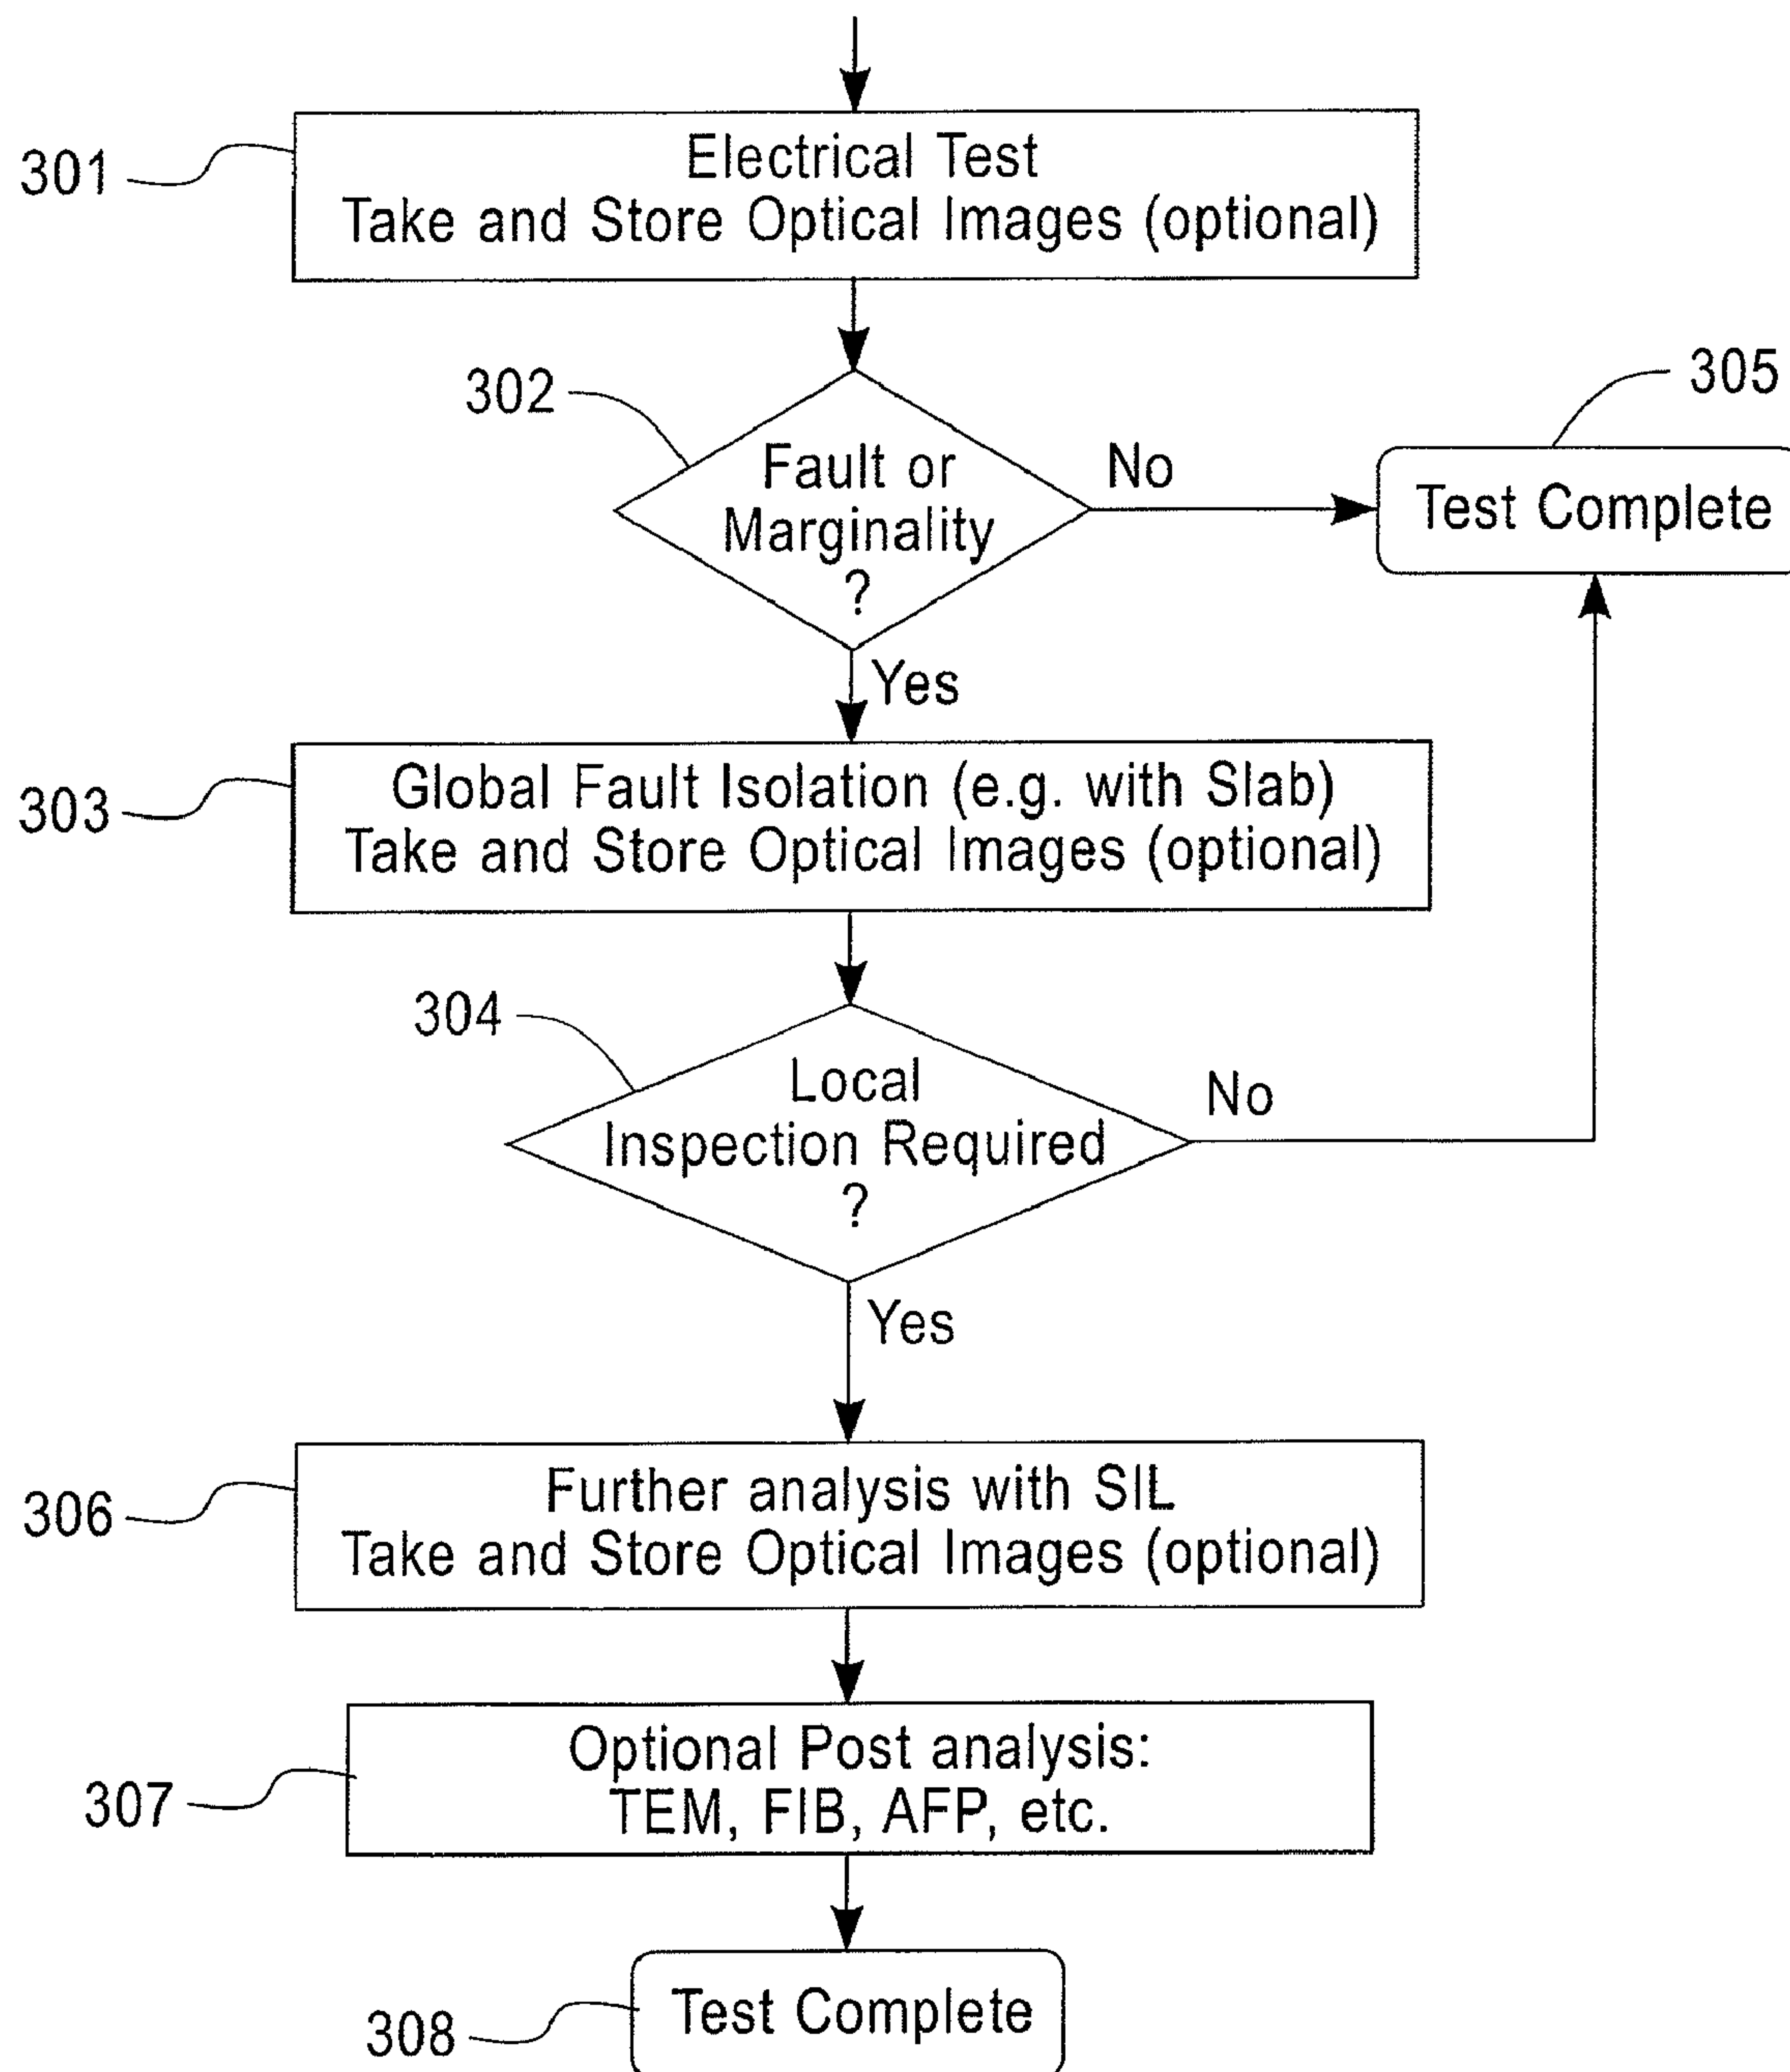 301
Electrical Test
Take and Store Optical Images (optional)
302
Fault or
Marginality
?
No
305
Test Complete
Yes
303
Global Fault Isolation (e.g. with Slab)
Take and Store Optical Images (optional)
304
Local
Inspection Required
?
No
Yes
306
Further analysis with SIL
Take and Store Optical Images (optional)
307
Optional Post analysis:
TEM, FIB, AFP, etc.
308
Test Complete